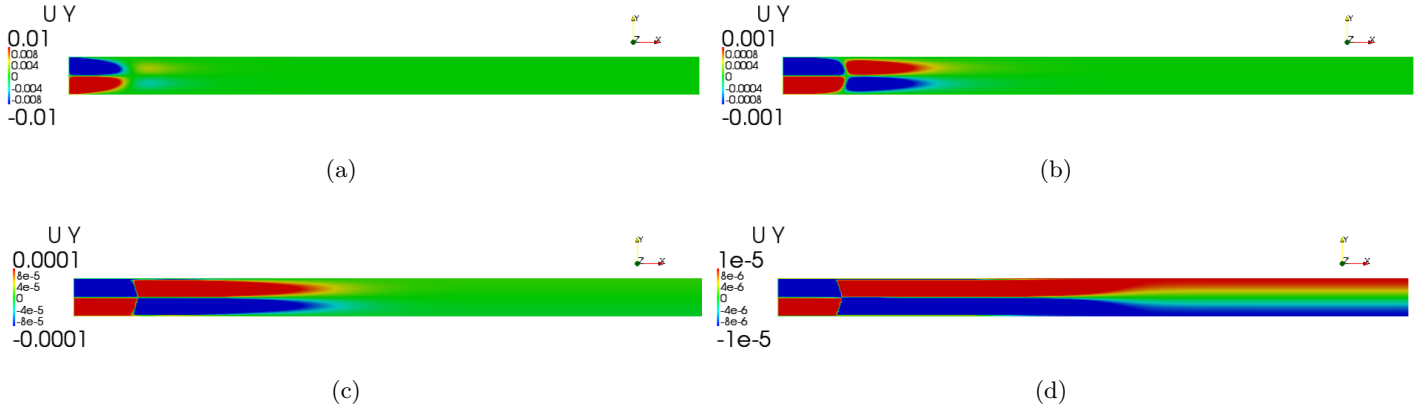 U Y
0.01
0.008
0.004
0
-0.004
-0.008
-0.01
Y
Z X
(a)
U Y
0.001
0.0008
0.0004
0
-0.0004
-0.0008
-0.001
Y
Z X
(b)
U Y
0.0001
8e-5
4e-5
0
-4e-5
-8e-5
-0.0001
Y
Z X
(c)
U Y
1e-5
8e-6
4e-6
0
-4e-6
-8e-6
-1e-5
Y
Z X
(d)